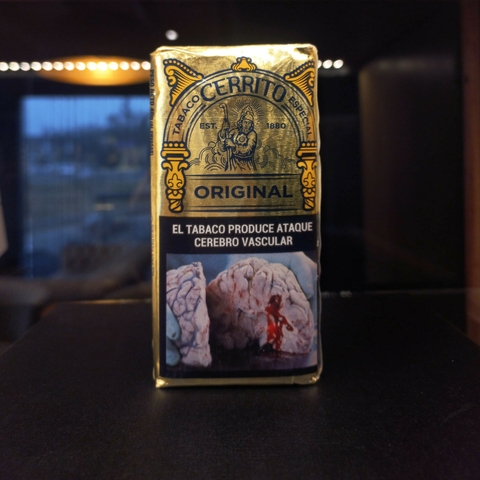 TABACO CERRITO ESPECIAL
EST. 1880
ORIGINAL
EL TABACO PRODUCE ATAQUE
CEREBRO VASCULAR